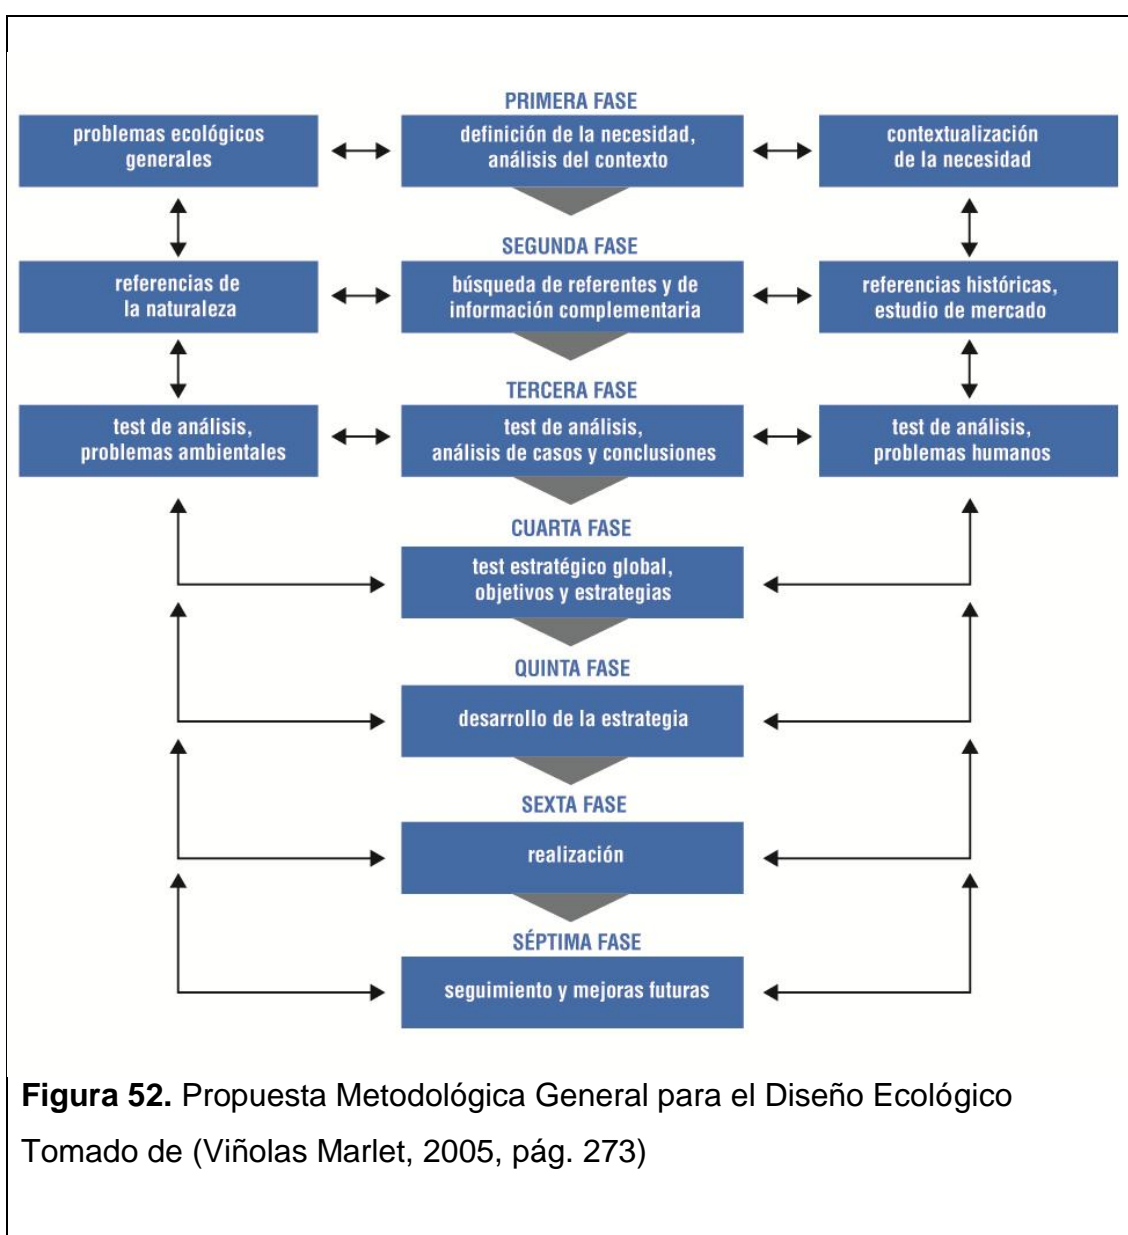 PRIMERA FASE
problemas ecológicos
generales
definición de la necesidad,
análisis del contexto
contextualización
de la necesidad
SEGUNDA FASE
referencias de
la naturaleza
búsqueda de referentes y de
información complementaria
referencias históricas,
estudio de mercado
TERCERA FASE
test de análisis,
problemas ambientales
test de análisis,
análisis de casos y conclusiones
test de análisis,
problemas humanos
CUARTA FASE
test estratégico global,
objetivos y estrategias
QUINTA FASE
desarrollo de la estrategia
SEXTA FASE
realización
SÉPTIMA FASE
seguimiento y mejoras futuras
Figura 52. Propuesta Metodológica General para el Diseño Ecológico
Tomado de (Viñolas Marlet, 2005, pág. 273)